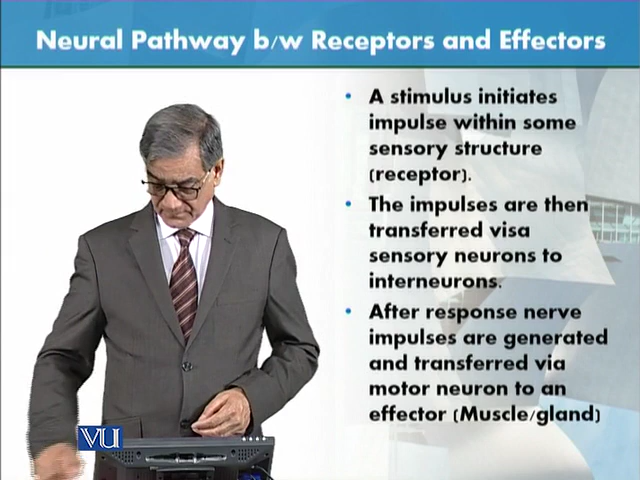 Neural Pathway b/w Receptors and Effectors
• A stimulus initiates
impulse within some
sensory structure
(receptor).
• The impulses are then
transferred visa
sensory neurons to
interneurons.
• After response nerve
impulses are generated
and transferred via
motor neuron to an
effector (Muscle/gland)
VU